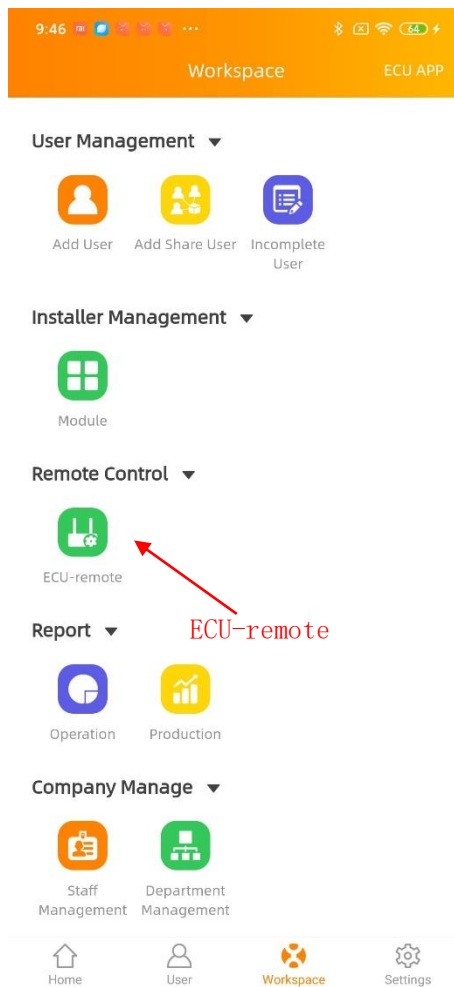 9:46
64
Workspace
ECU APP
User Management
Add User
Add Share User
Incomplete
User
Installer Management
Module
Remote Control
ECU-remote
ECU-remote
Report
Operation
Production
Company Manage
Staff
Management
Department
Management
Home
User
Workspace
Settings